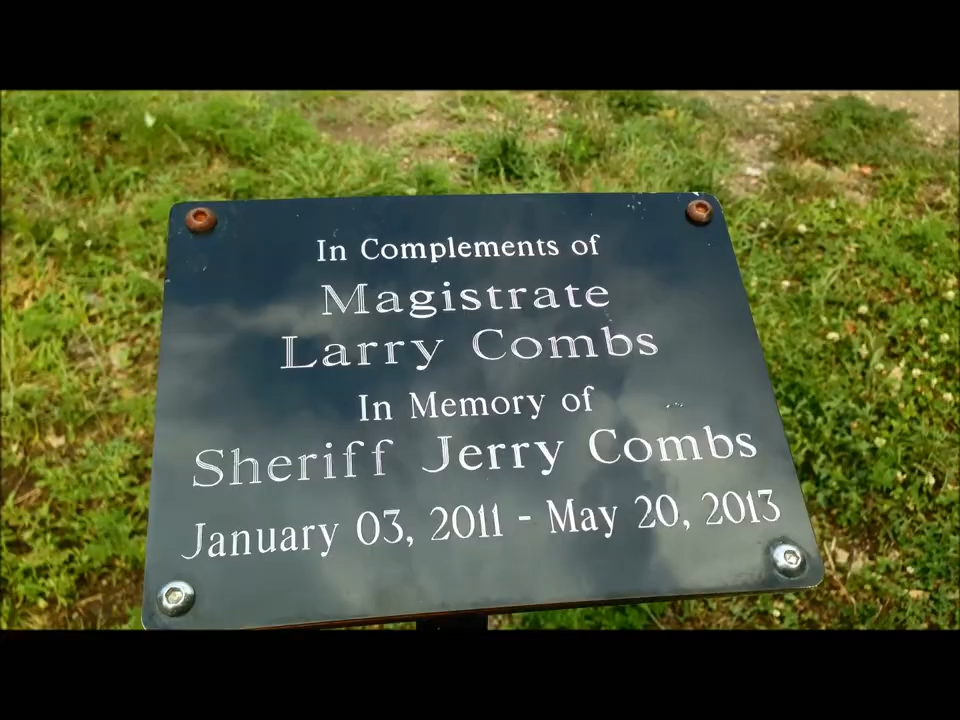 In Complements of
Magistrate
Larry Combs
In Memory of
Sheriff Jerry Combs
January 03, 2011 - May 20, 2013